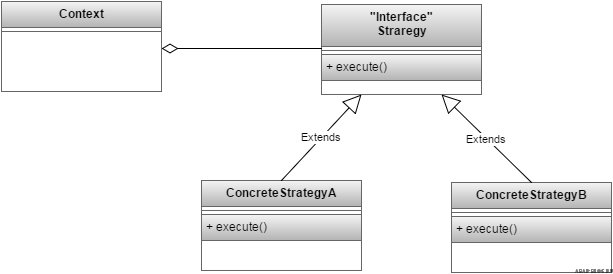 Context
"Interface"
Straregy
+ execute()
Extends
Extends
ConcreteStrategyA
+ execute()
ConcreteStrategyB
+ execute()